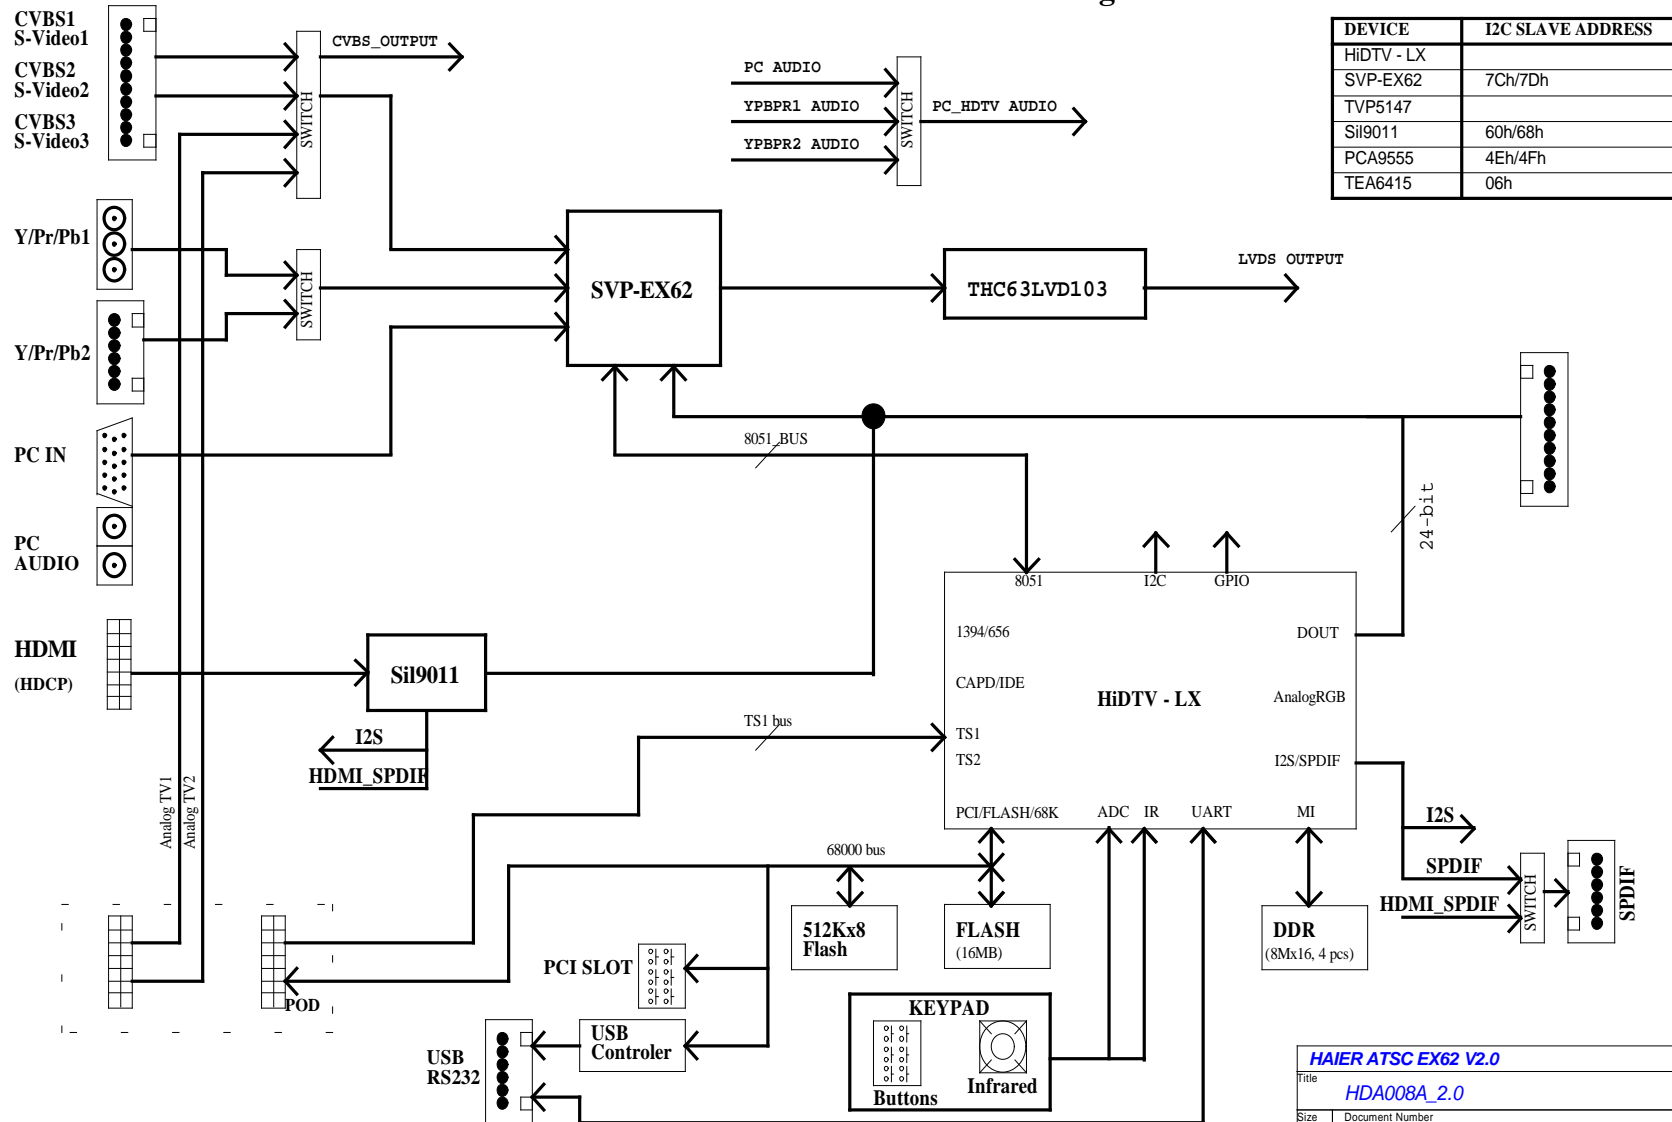 CVBS1
S-Video1
CVBS2
S-Video2
CVBS3
S-Video3
SWITCH
CVBS_OUTPUT
PC AUDIO
YPBPR1 AUDIO
YPBPR2 AUDIO
SWITCH
PC_HDTV AUDIO
DEVICE I2C SLAVE ADDRESS
HiDTV - LX
SVP-EX62 7Ch/7Dh
TVP5147
Sil9011 60h/68h
PCA9555 4Eh/4Fh
TEA6415 06h
Y/Pr/Pb1
Y/Pr/Pb2
SWITCH
SVP-EX62
THC63LVD103
LVDS OUTPUT
PC IN
PC
AUDIO
8051_BUS
24-bit
HDMI
(HDCP)
Sil9011
I2S
HDMI_SPDIF
TS1 bus
8051 I2C GPIO
1394/656 DOUT
CAPD/IDE
HiDTV - LX
AnalogRGB
TS1
TS2 I2S/SPDIF
PCI/FLASH/68K ADC IR UART MI
Analog TV1
Analog TV2
68000 bus
I2S
SPDIF
HDMI_SPDIF
SWITCH
SPDIF
POD
PCI SLOT
512Kx8
Flash
FLASH
(16MB)
DDR
(8Mx16, 4 pcs)
USB
RS232
USB
Controler
KEYPAD
Buttons
Infrared
HAIER ATSC EX62 V2.0
Title
HDA008A_2.0
Size Document Number